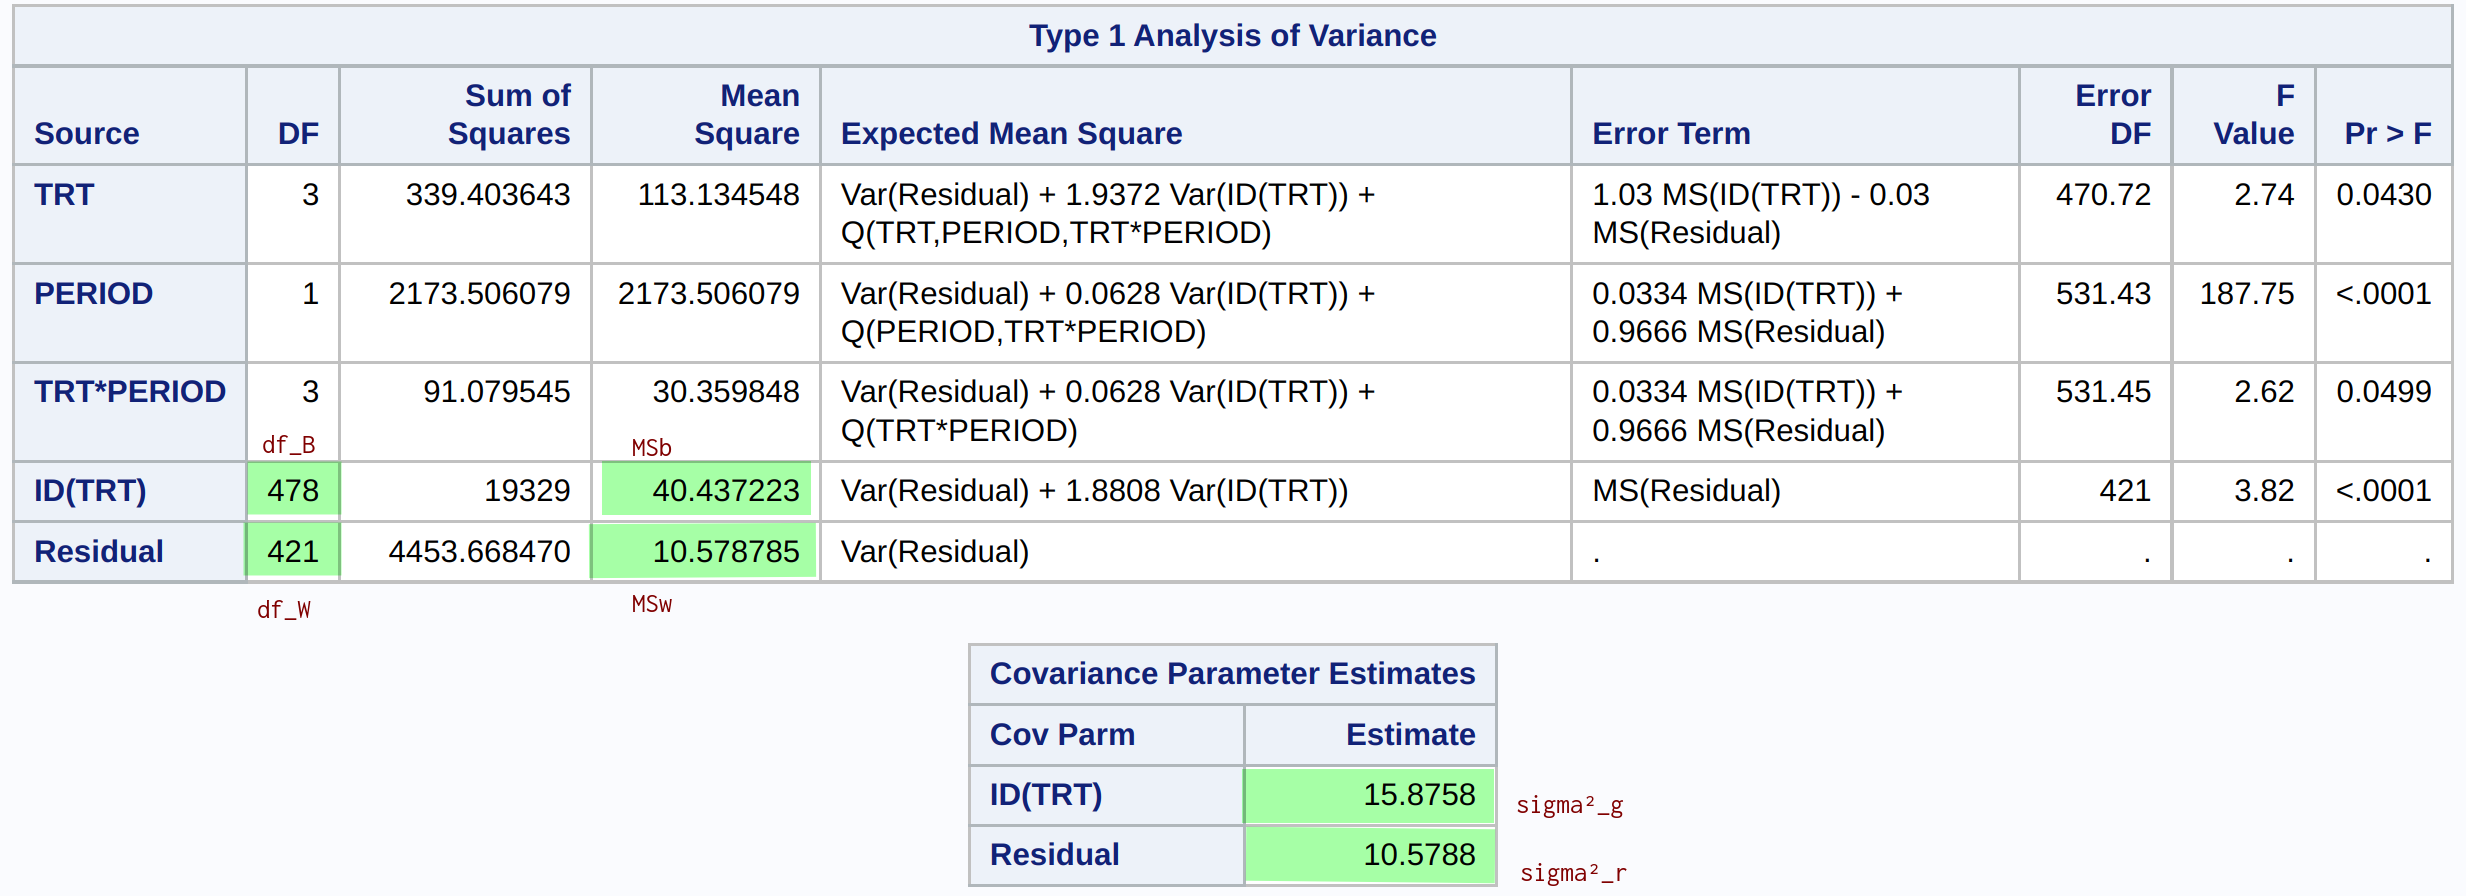 Type 1 Analysis of Variance
Source DF Sum of Squares Mean Square Expected Mean Square Error Term Error DF F Value Pr > F
TRT 3 339.403643 113.134548 Var(Residual) + 1.9372 Var(ID(TRT)) + Q(TRT,PERIOD,TRT*PERIOD) 1.03 MS(ID(TRT)) - 0.03 MS(Residual) 470.72 2.74 0.0430
PERIOD 1 2173.506079 2173.506079 Var(Residual) + 0.0628 Var(ID(TRT)) + Q(PERIOD,TRT*PERIOD) 0.0334 MS(ID(TRT)) + 0.9666 MS(Residual) 531.43 187.75 <.0001
TRT*PERIOD 3 91.079545 30.359848 Var(Residual) + 0.0628 Var(ID(TRT)) + Q(TRT*PERIOD) 0.0334 MS(ID(TRT)) + 0.9666 MS(Residual) 531.45 2.62 0.0499
df_B MSb
ID(TRT) 478 19329 40.437223 Var(Residual) + 1.8808 Var(ID(TRT)) MS(Residual) 421 3.82 <.0001
Residual 421 4453.668470 10.578785 Var(Residual) . . . .
df_W MSw
Covariance Parameter Estimates
Cov Parm Estimate
ID(TRT) 15.8758 sigma²_g
Residual 10.5788 sigma²_r